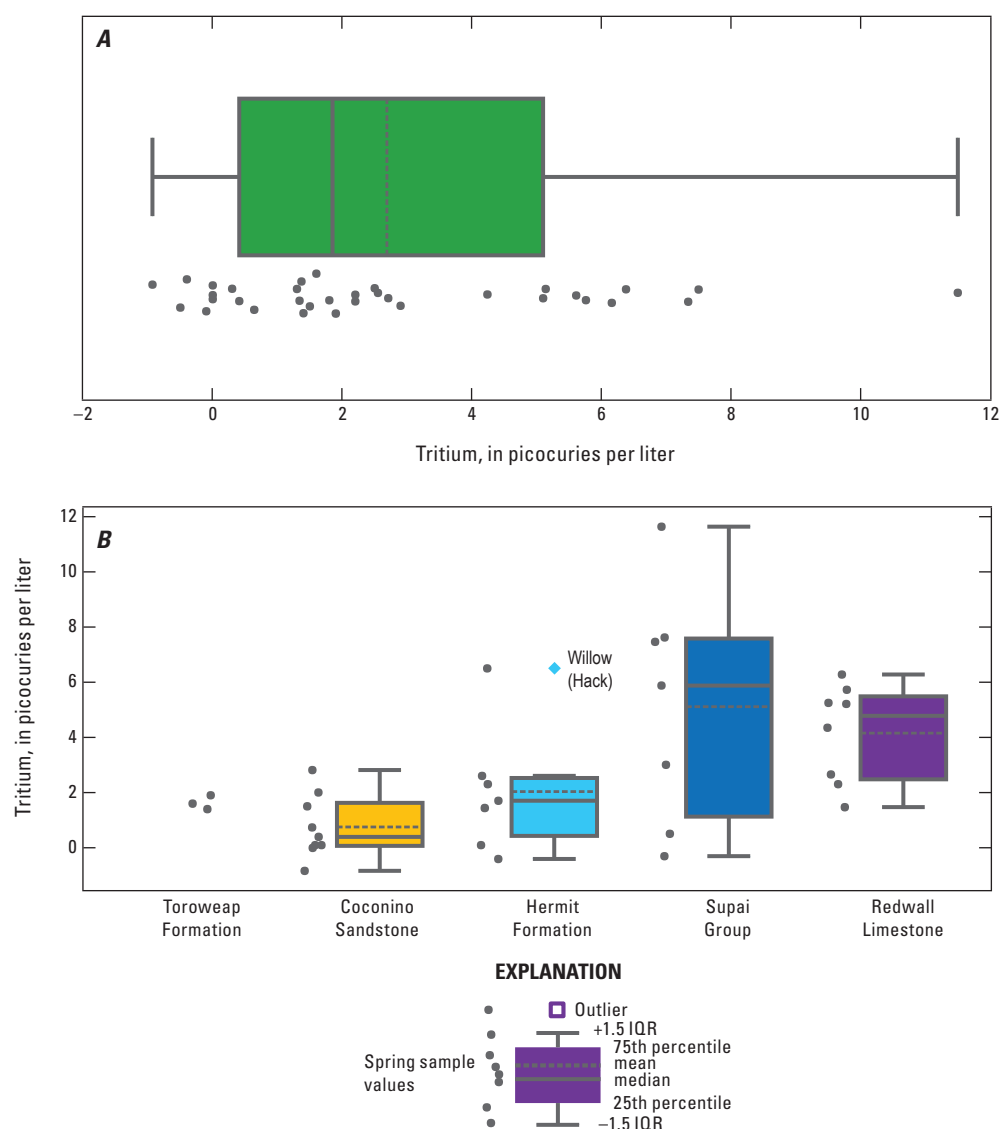 A
−2 0 2 4 6 8 10 12
Tritium, in picocuries per liter
B
12
10
8
6
4
2
0
Tritium, in picocuries per liter
Willow
(Hack)
Toroweap
Formation
Coconino
Sandstone
Hermit
Formation
Supai
Group
Redwall
Limestone
EXPLANATION
Outlier
+1.5 IQR
75th percentile
mean
median
25th percentile
−1.5 IQR
Spring sample
values